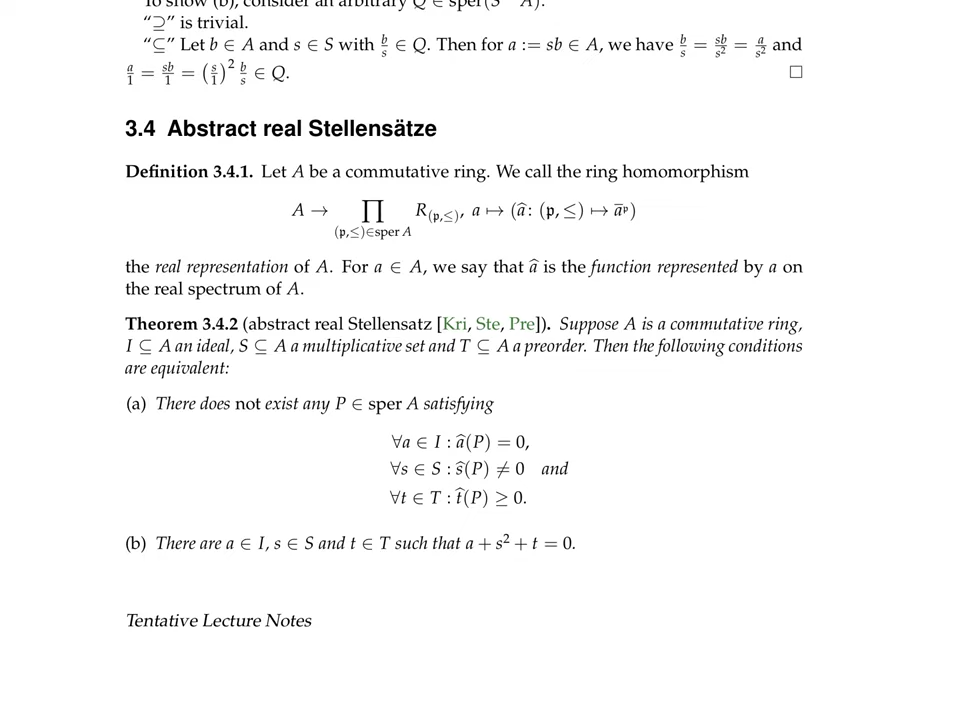 "⊇" is trivial.
"⊆" Let b ∈ A and s ∈ S with b/s ∈ Q. Then for a := sb ∈ A, we have b/s = sb/s² = a/s² and
a/1 = sb/1 = (s/1)² b/s ∈ Q. □
3.4 Abstract real Stellensätze
Definition 3.4.1. Let A be a commutative ring. We call the ring homomorphism
A → ∏_{(𝔭,≤)∈sper A} R_{(𝔭,≤)}, a ↦ (â: (𝔭, ≤) ↦ a̅^𝔭)
the real representation of A. For a ∈ A, we say that â is the function represented by a on
the real spectrum of A.
Theorem 3.4.2 (abstract real Stellensatz [Kri, Ste, Pre]). Suppose A is a commutative ring,
I ⊆ A an ideal, S ⊆ A a multiplicative set and T ⊆ A a preorder. Then the following conditions
are equivalent:
(a) There does not exist any P ∈ sper A satisfying
∀a ∈ I : â(P) = 0,
∀s ∈ S : ŝ(P) ≠ 0 and
∀t ∈ T : t̂(P) ≥ 0.
(b) There are a ∈ I, s ∈ S and t ∈ T such that a + s² + t = 0.
Tentative Lecture Notes